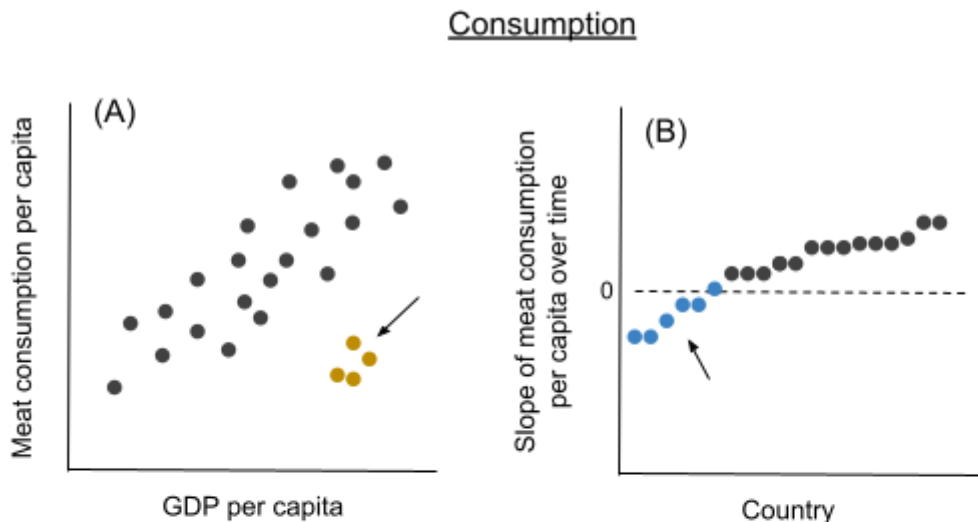 Consumption
(A)
Meat consumption per capita
GDP per capita
(B)
Slope of meat consumption
per capita over time
0
Country